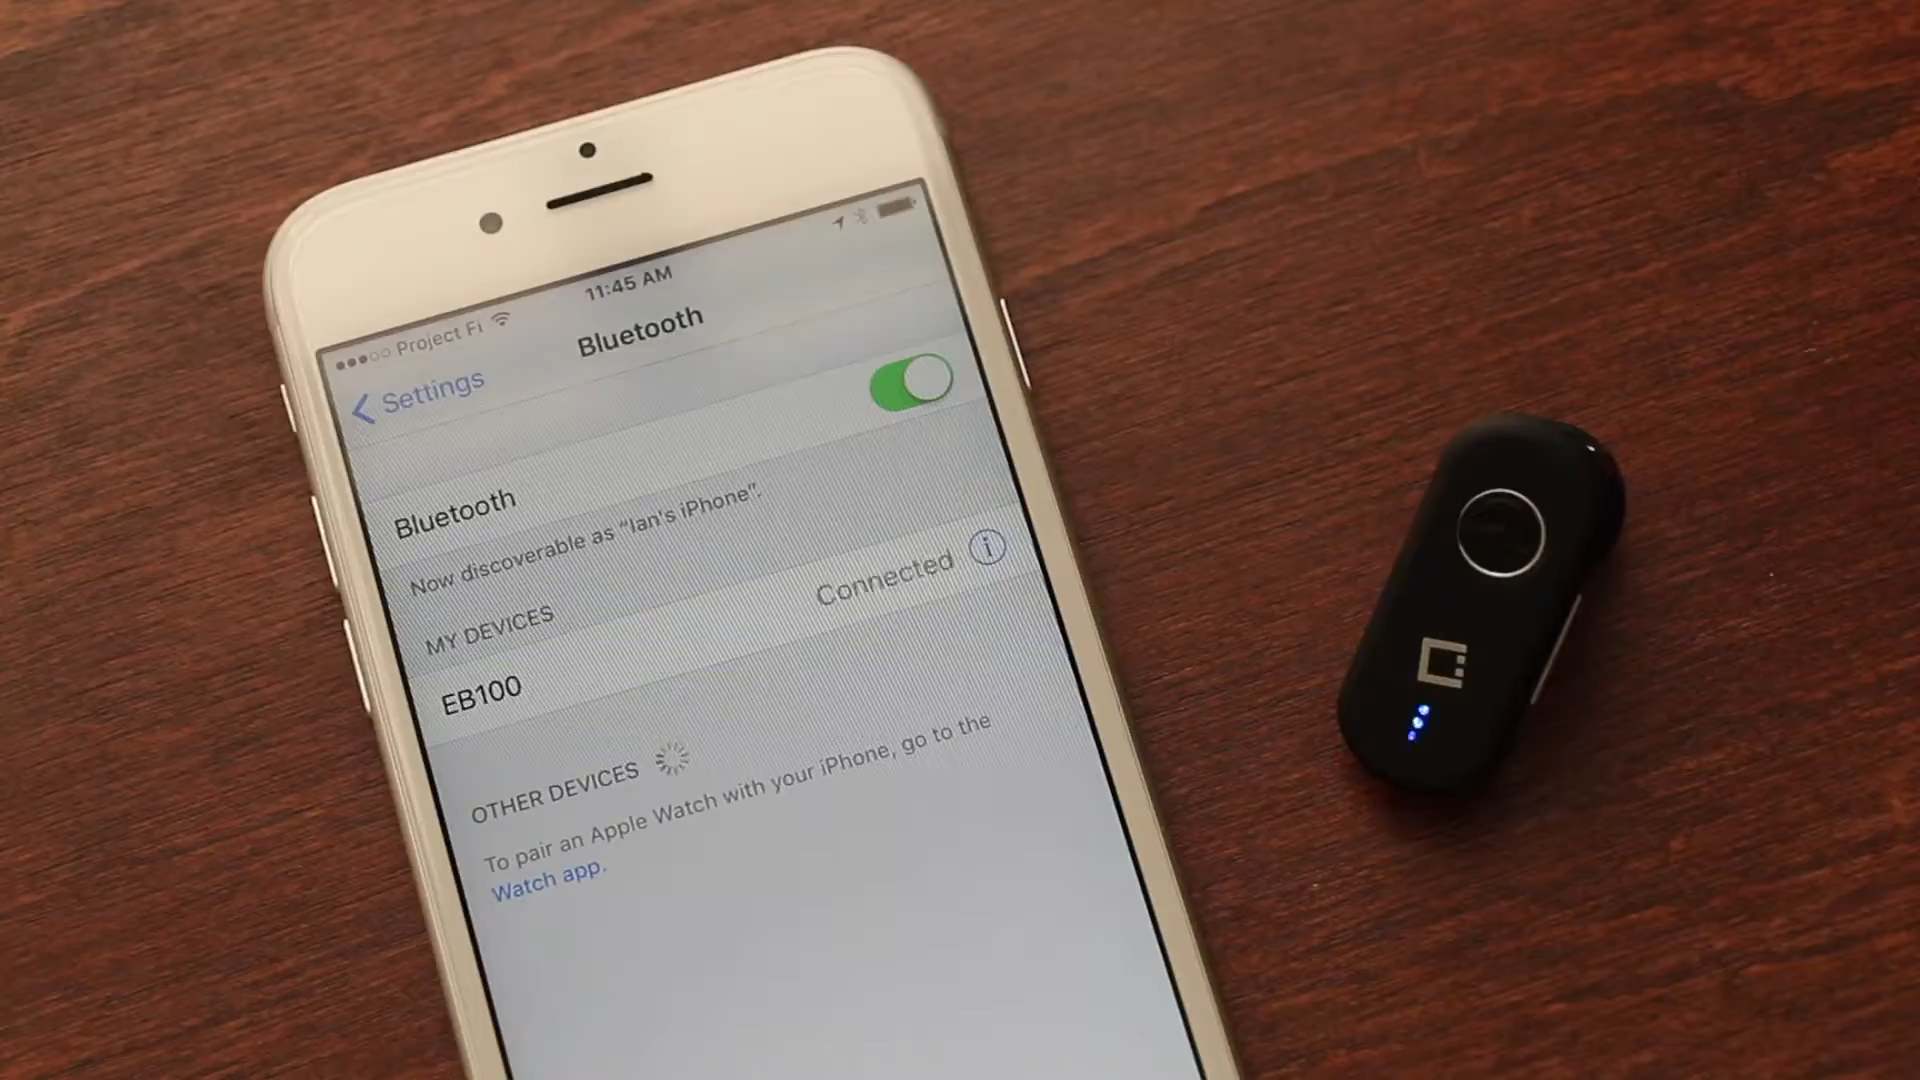 Project Fi
11:45 AM
Settings
Bluetooth
Bluetooth
Now discoverable as “Ian's iPhone”.
MY DEVICES
EB100
Connected
OTHER DEVICES
To pair an Apple Watch with your iPhone, go to the
Watch app.